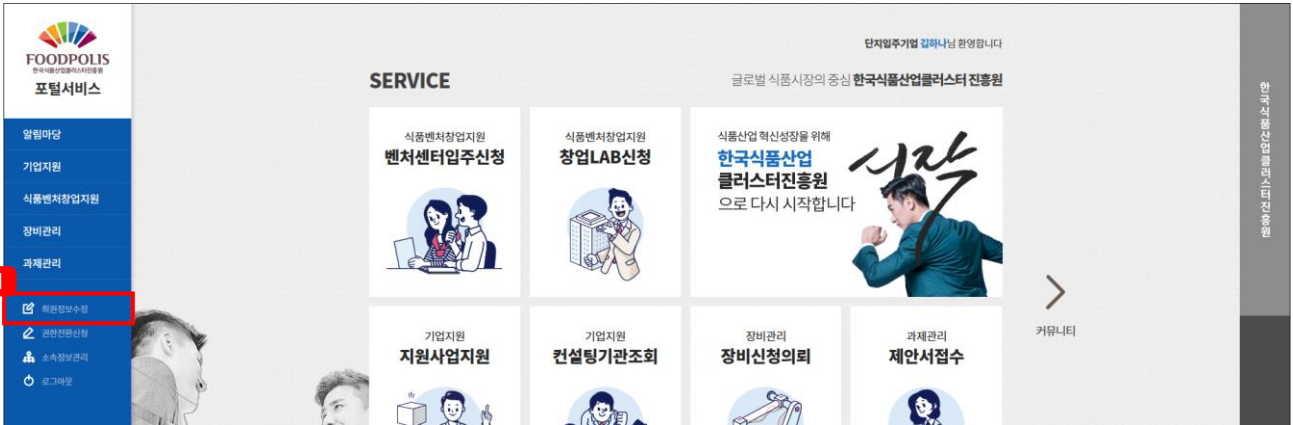 FOODPOLIS
한국식품산업클러스터진흥원
포털서비스
알림마당
기업지원
식품벤처창업지원
장비관리
과제관리
회원정보수정
권한전환신청
소속정보관리
로그아웃
단지입주기업 김하나님 환영합니다
SERVICE
글로벌 식품시장의 중심 한국식품산업클러스터 진흥원
식품벤처창업지원
벤처센터입주신청
식품벤처창업지원
창업LAB신청
식품산업 혁신성장을 위해
한국식품산업
클러스터진흥원
으로 다시 시작합니다
시작
기업지원
지원사업지원
기업지원
컨설팅기관조회
장비관리
장비신청의뢰
과제관리
제안서접수
커뮤니티
한국식품산업클러스터진흥원